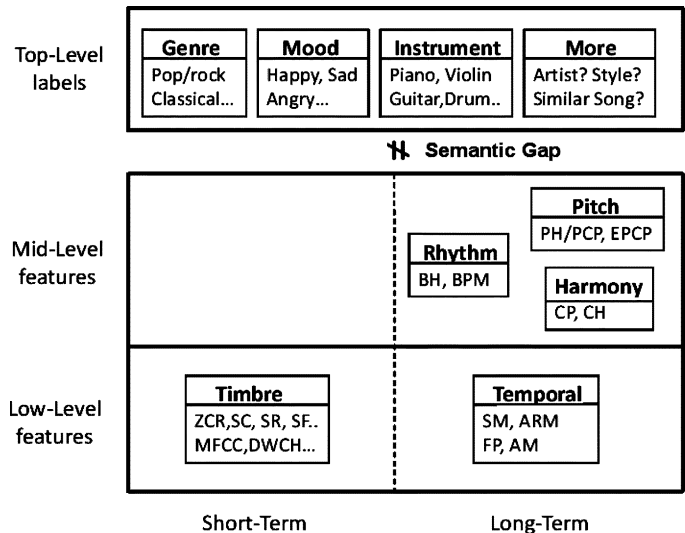 Top-Level
labels
Genre
Pop/rock
Classical...
Mood
Happy, Sad
Angry...
Instrument
Piano, Violin
Guitar,Drum..
More
Artist? Style?
Similar Song?
Semantic Gap
Mid-Level
features
Pitch
PH/PCP, EPCP
Rhythm
BH, BPM
Harmony
CP, CH
Low-Level
features
Timbre
ZCR,SC, SR, SF..
MFCC,DWCH...
Temporal
SM, ARM
FP, AM
Short-Term
Long-Term